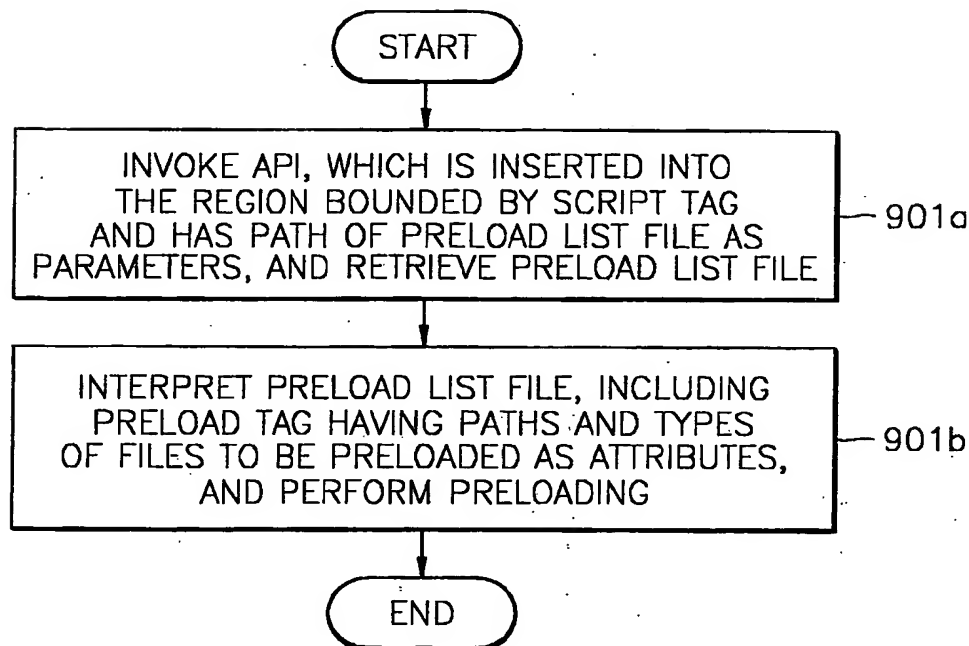 START
INVOKE API, WHICH IS INSERTED INTO
THE REGION BOUNDED BY SCRIPT TAG
AND HAS PATH OF PRELOAD LIST FILE AS
PARAMETERS, AND RETRIEVE PRELOAD LIST FILE
901a
INTERPRET PRELOAD LIST FILE, INCLUDING
PRELOAD TAG HAVING PATHS AND TYPES
OF FILES TO BE PRELOADED AS ATTRIBUTES,
AND PERFORM PRELOADING
901b
END